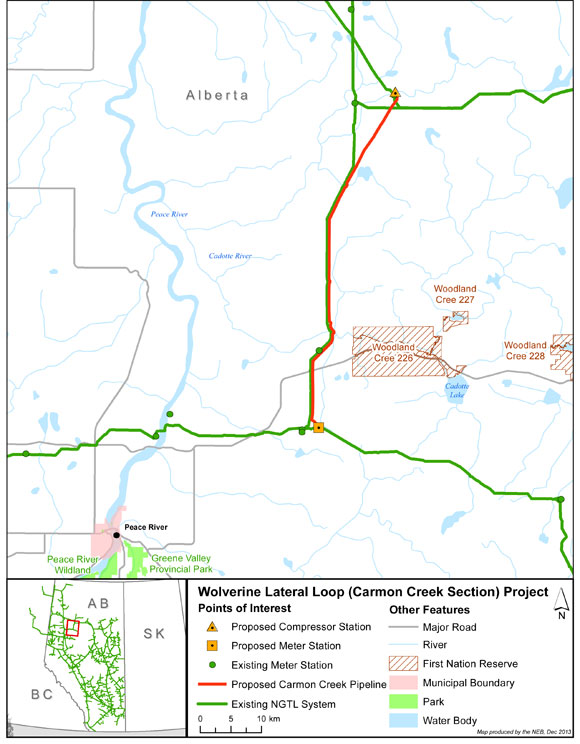 Alberta
Peace River
Cadotte River
Woodland
Cree 227
Woodland
Cree 226
Woodland
Cree 228
Cadotte
Lake
Peace River
Peace River
Wildland
Greene Valley
Provincial Park
AB
SK
BC
Wolverine Lateral Loop (Carmon Creek Section) Project
Points of Interest
Proposed Compressor Station
Proposed Meter Station
Existing Meter Station
Proposed Carmon Creek Pipeline
Existing NGTL System
0 5 10 km
Other Features
Major Road
River
First Nation Reserve
Municipal Boundary
Park
Water Body
N
Map produced by the NEB, Dec 2013